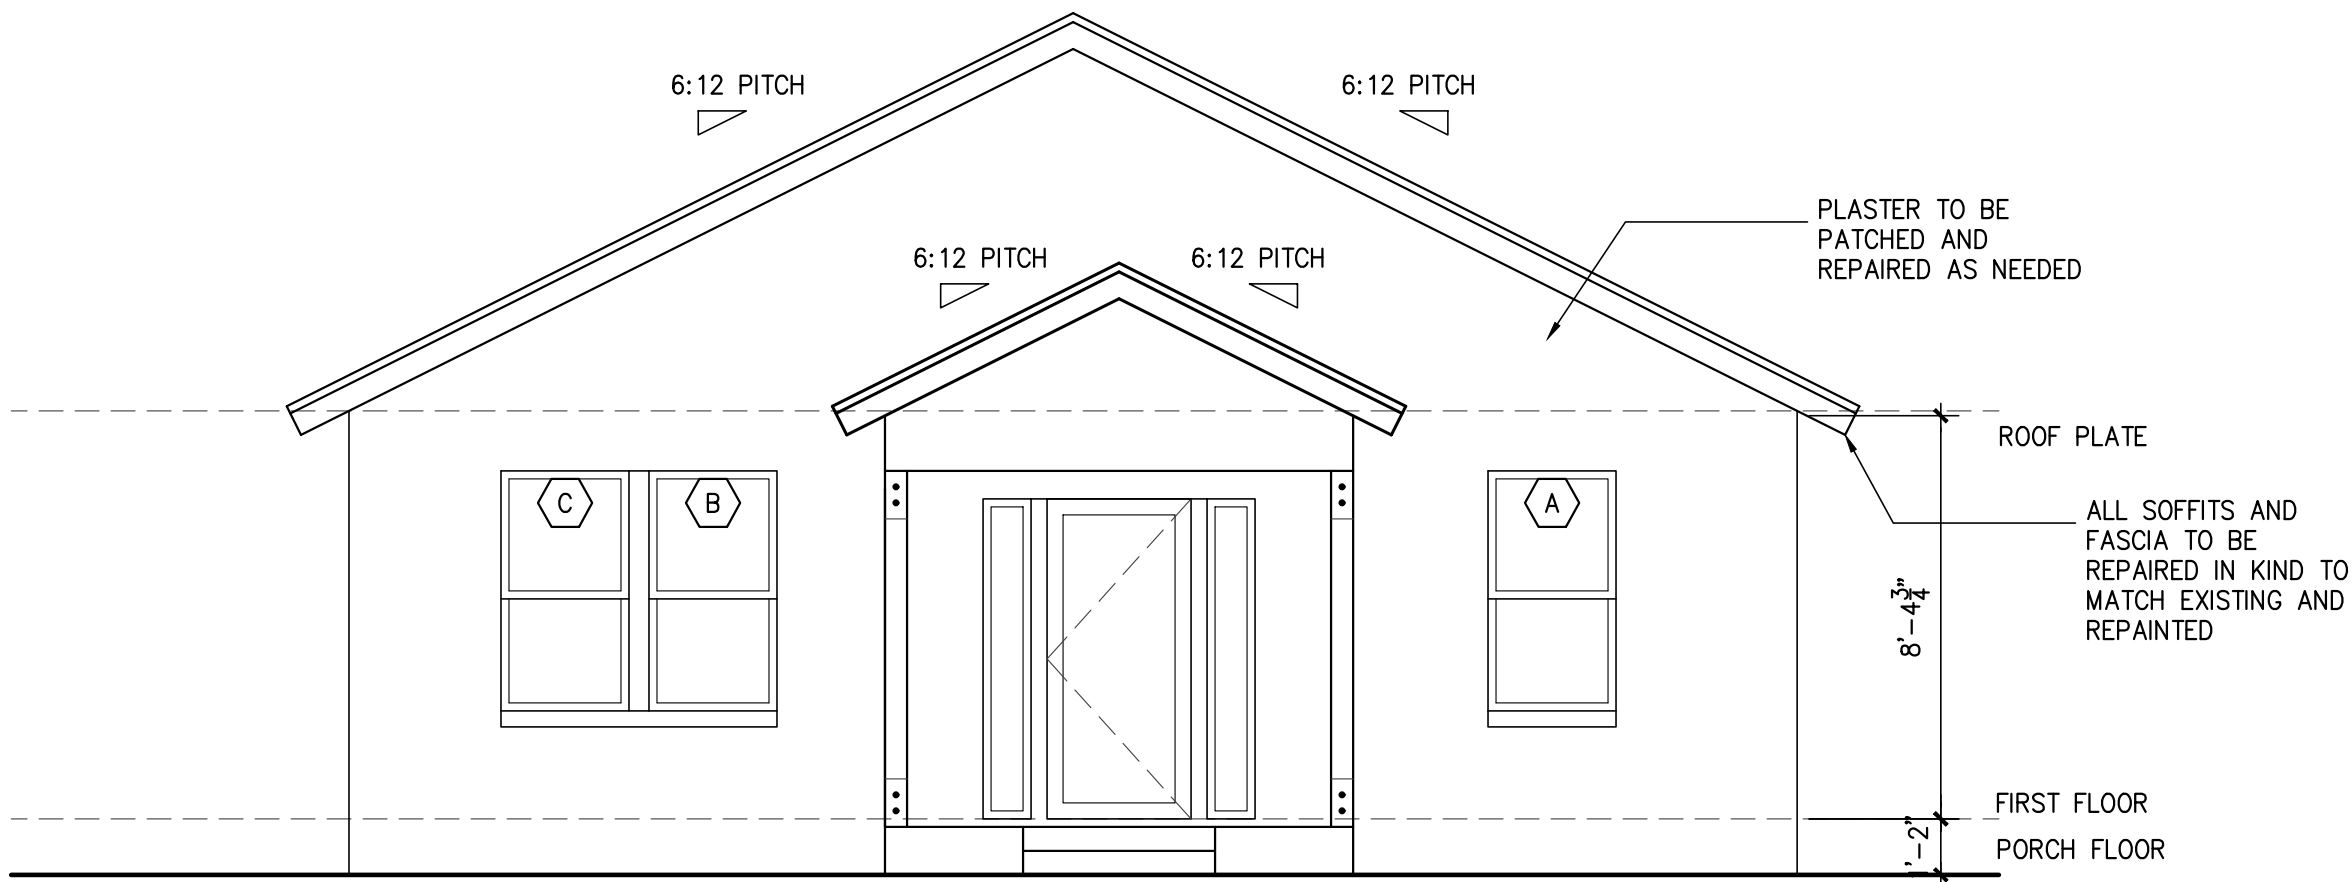 6:12 PITCH
6:12 PITCH
PLASTER TO BE
PATCHED AND
REPAIRED AS NEEDED
6:12 PITCH
6:12 PITCH
ROOF PLATE
C
B
A
ALL SOFFITS AND
FASCIA TO BE
REPAIRED IN KIND TO
MATCH EXISTING AND
REPAINTED
8'-4¾"
FIRST FLOOR
1'-2"
PORCH FLOOR